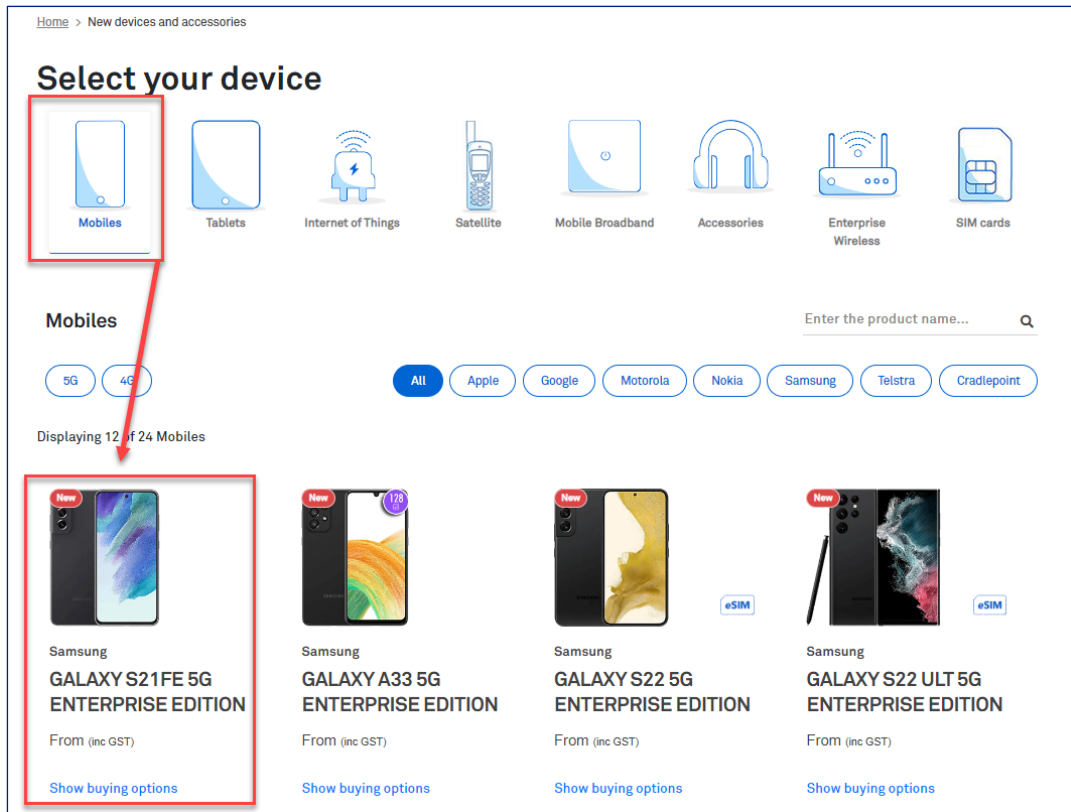 Home > New devices and accessories
Select your device
Mobiles
Tablets
Internet of Things
Satellite
Mobile Broadband
Accessories
Enterprise
Wireless
SIM cards
Mobiles
Enter the product name...
5G
4G
All
Apple
Google
Motorola
Nokia
Samsung
Telstra
Cradlepoint
Displaying 12 of 24 Mobiles
New
Samsung
GALAXY S21FE 5G
ENTERPRISE EDITION
From (inc GST)
Show buying options
New
128
GB
Samsung
GALAXY A33 5G
ENTERPRISE EDITION
From (inc GST)
Show buying options
New
eSIM
Samsung
GALAXY S22 5G
ENTERPRISE EDITION
From (inc GST)
Show buying options
New
eSIM
Samsung
GALAXY S22 ULT 5G
ENTERPRISE EDITION
From (inc GST)
Show buying options